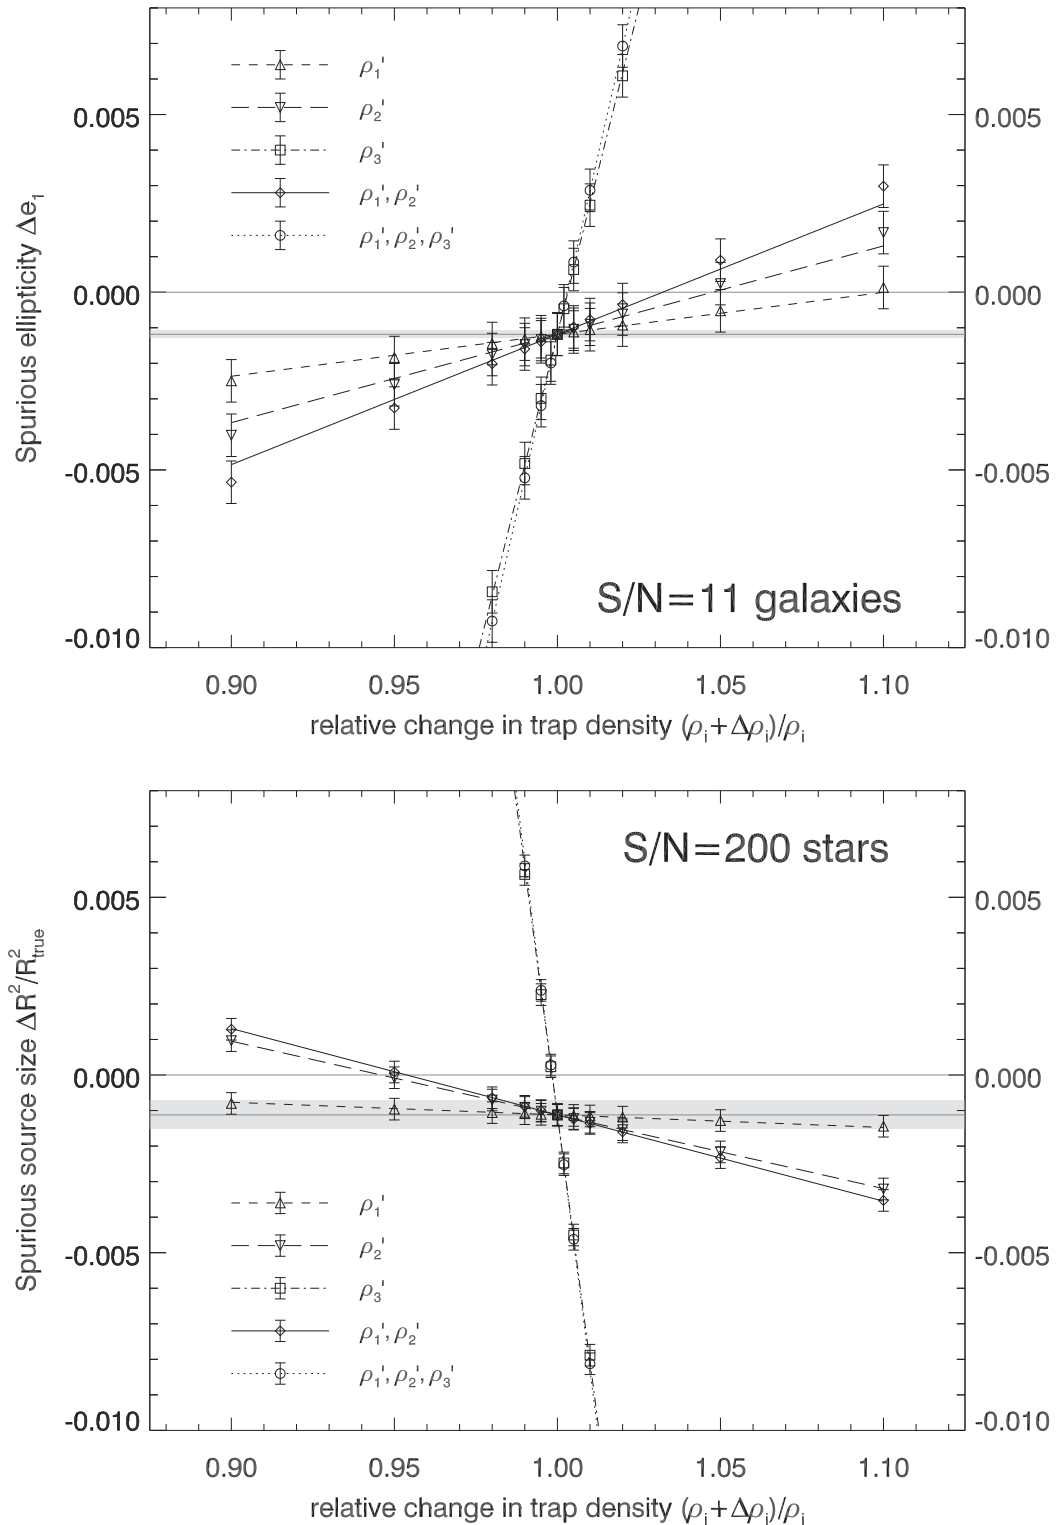 0.005
0.000
-0.005
-0.010
0.005
0.000
-0.005
-0.010
Spurious ellipticity Δe₁
ρ₁'
ρ₂'
ρ₃'
ρ₁', ρ₂'
ρ₁', ρ₂', ρ₃'
S/N=11 galaxies
0.90 0.95 1.00 1.05 1.10
relative change in trap density (ρᵢ+Δρᵢ)/ρᵢ
S/N=200 stars
0.005
0.000
-0.005
-0.010
0.005
0.000
-0.005
-0.010
Spurious source size ΔR²/R²true
ρ₁'
ρ₂'
ρ₃'
ρ₁', ρ₂'
ρ₁', ρ₂', ρ₃'
0.90 0.95 1.00 1.05 1.10
relative change in trap density (ρᵢ+Δρᵢ)/ρᵢ